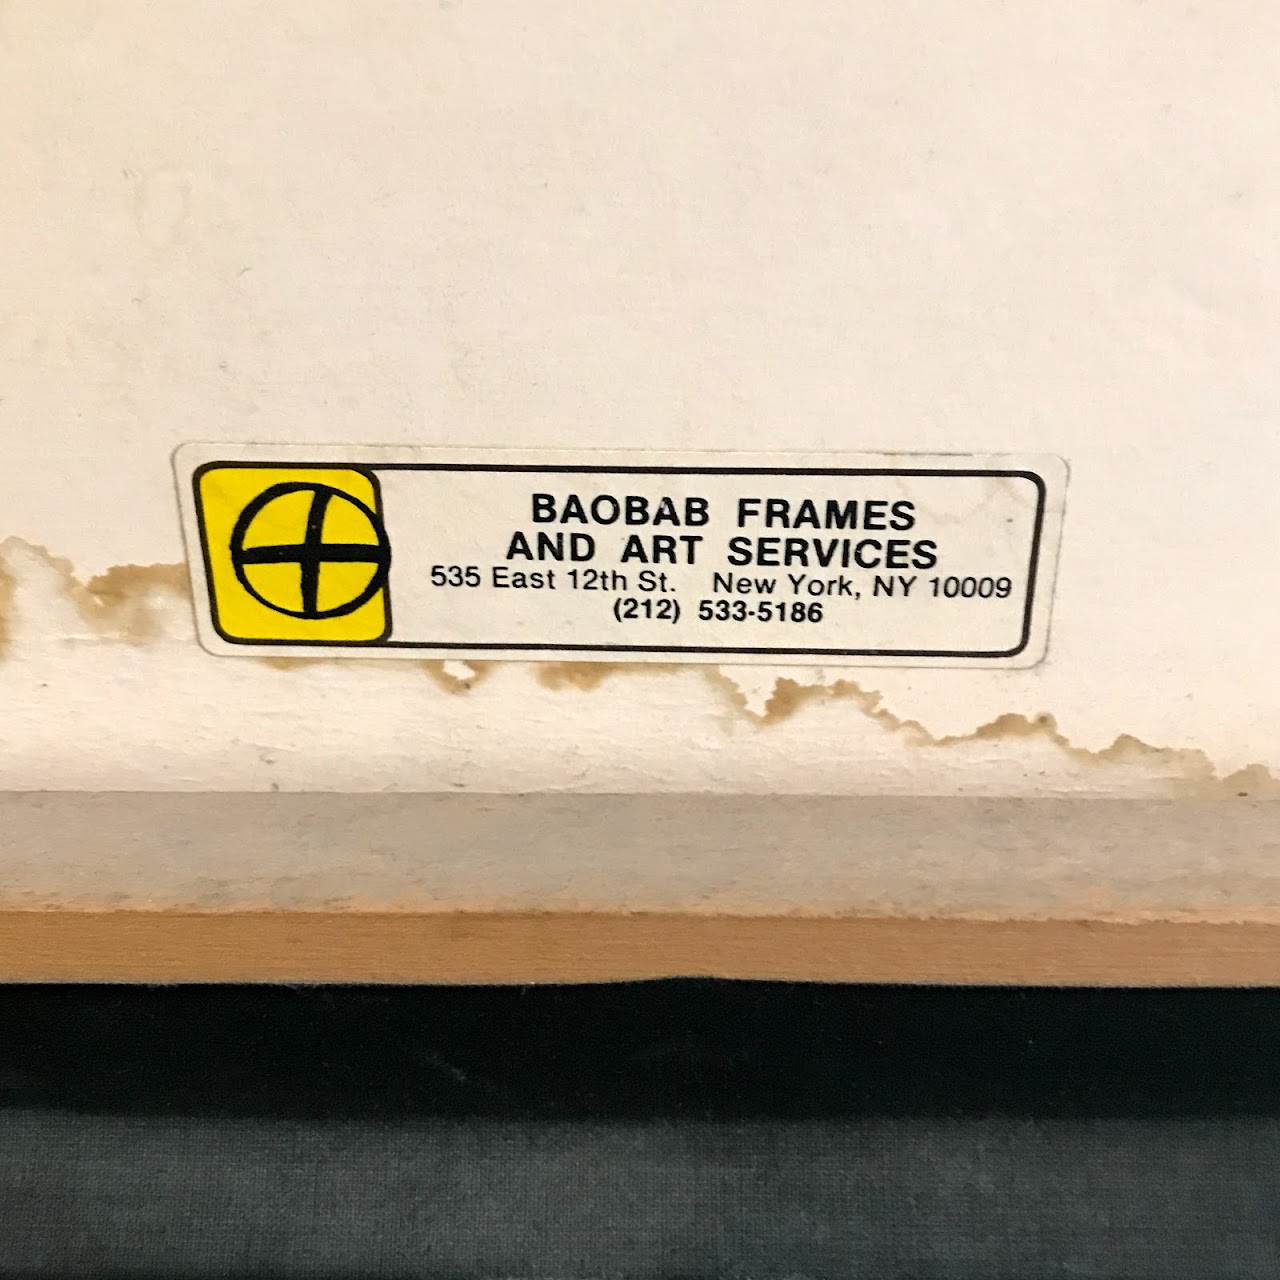 BAOBAB FRAMES
AND ART SERVICES
535 East 12th St. New York, NY 10009
(212) 533-5186